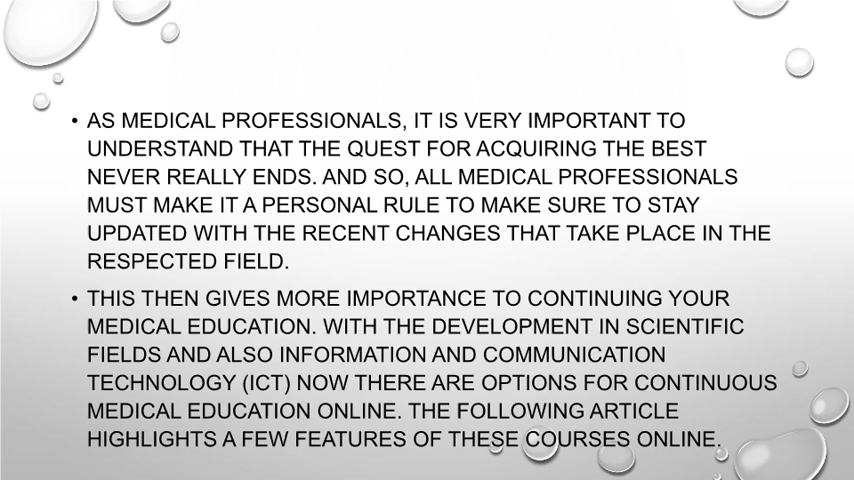 • AS MEDICAL PROFESSIONALS, IT IS VERY IMPORTANT TO
UNDERSTAND THAT THE QUEST FOR ACQUIRING THE BEST
NEVER REALLY ENDS. AND SO, ALL MEDICAL PROFESSIONALS
MUST MAKE IT A PERSONAL RULE TO MAKE SURE TO STAY
UPDATED WITH THE RECENT CHANGES THAT TAKE PLACE IN THE
RESPECTED FIELD.
• THIS THEN GIVES MORE IMPORTANCE TO CONTINUING YOUR
MEDICAL EDUCATION. WITH THE DEVELOPMENT IN SCIENTIFIC
FIELDS AND ALSO INFORMATION AND COMMUNICATION
TECHNOLOGY (ICT) NOW THERE ARE OPTIONS FOR CONTINUOUS
MEDICAL EDUCATION ONLINE. THE FOLLOWING ARTICLE
HIGHLIGHTS A FEW FEATURES OF THESE COURSES ONLINE.